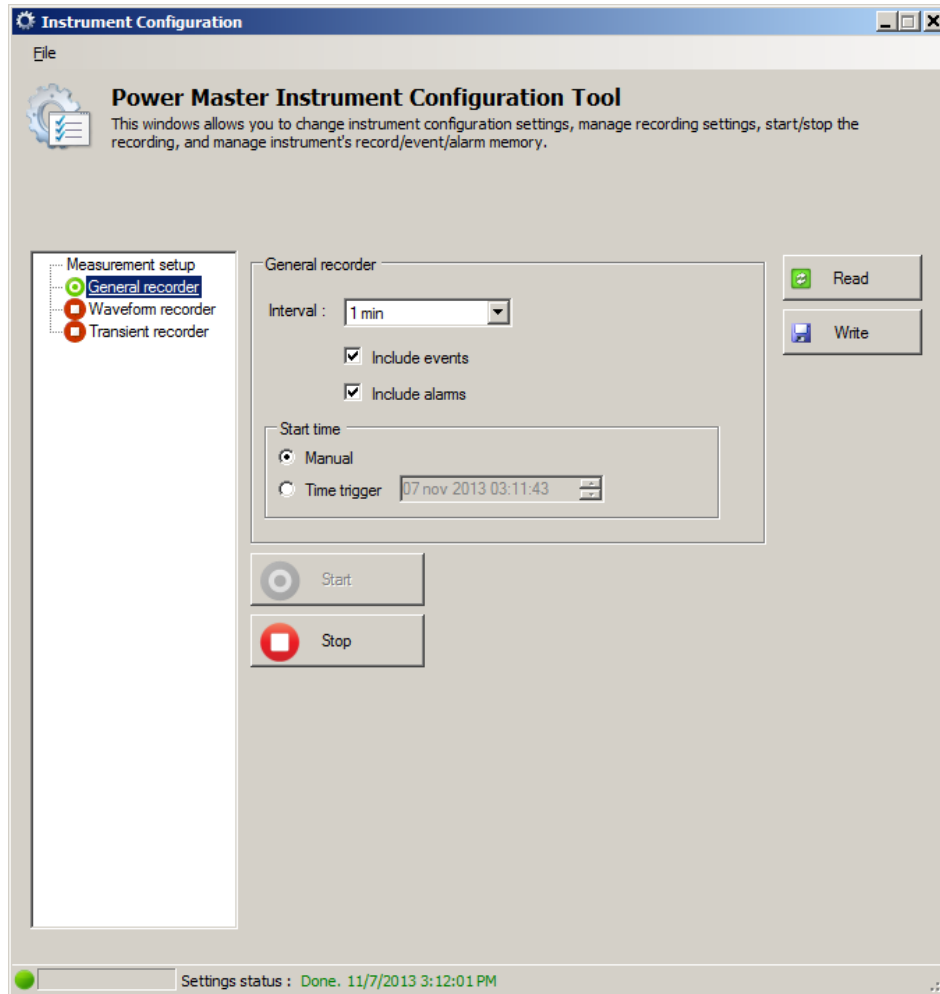 Instrument Configuration
File
Power Master Instrument Configuration Tool
This windows allows you to change instrument configuration settings, manage recording settings, start/stop the
recording, and manage instrument's record/event/alarm memory.
Measurement setup
General recorder
Waveform recorder
Transient recorder
General recorder
Interval :
1 min
Include events
Include alarms
Start time
Manual
Time trigger
07 nov 2013 03:11:43
Start
Stop
Read
Write
Settings status : Done. 11/7/2013 3:12:01 PM